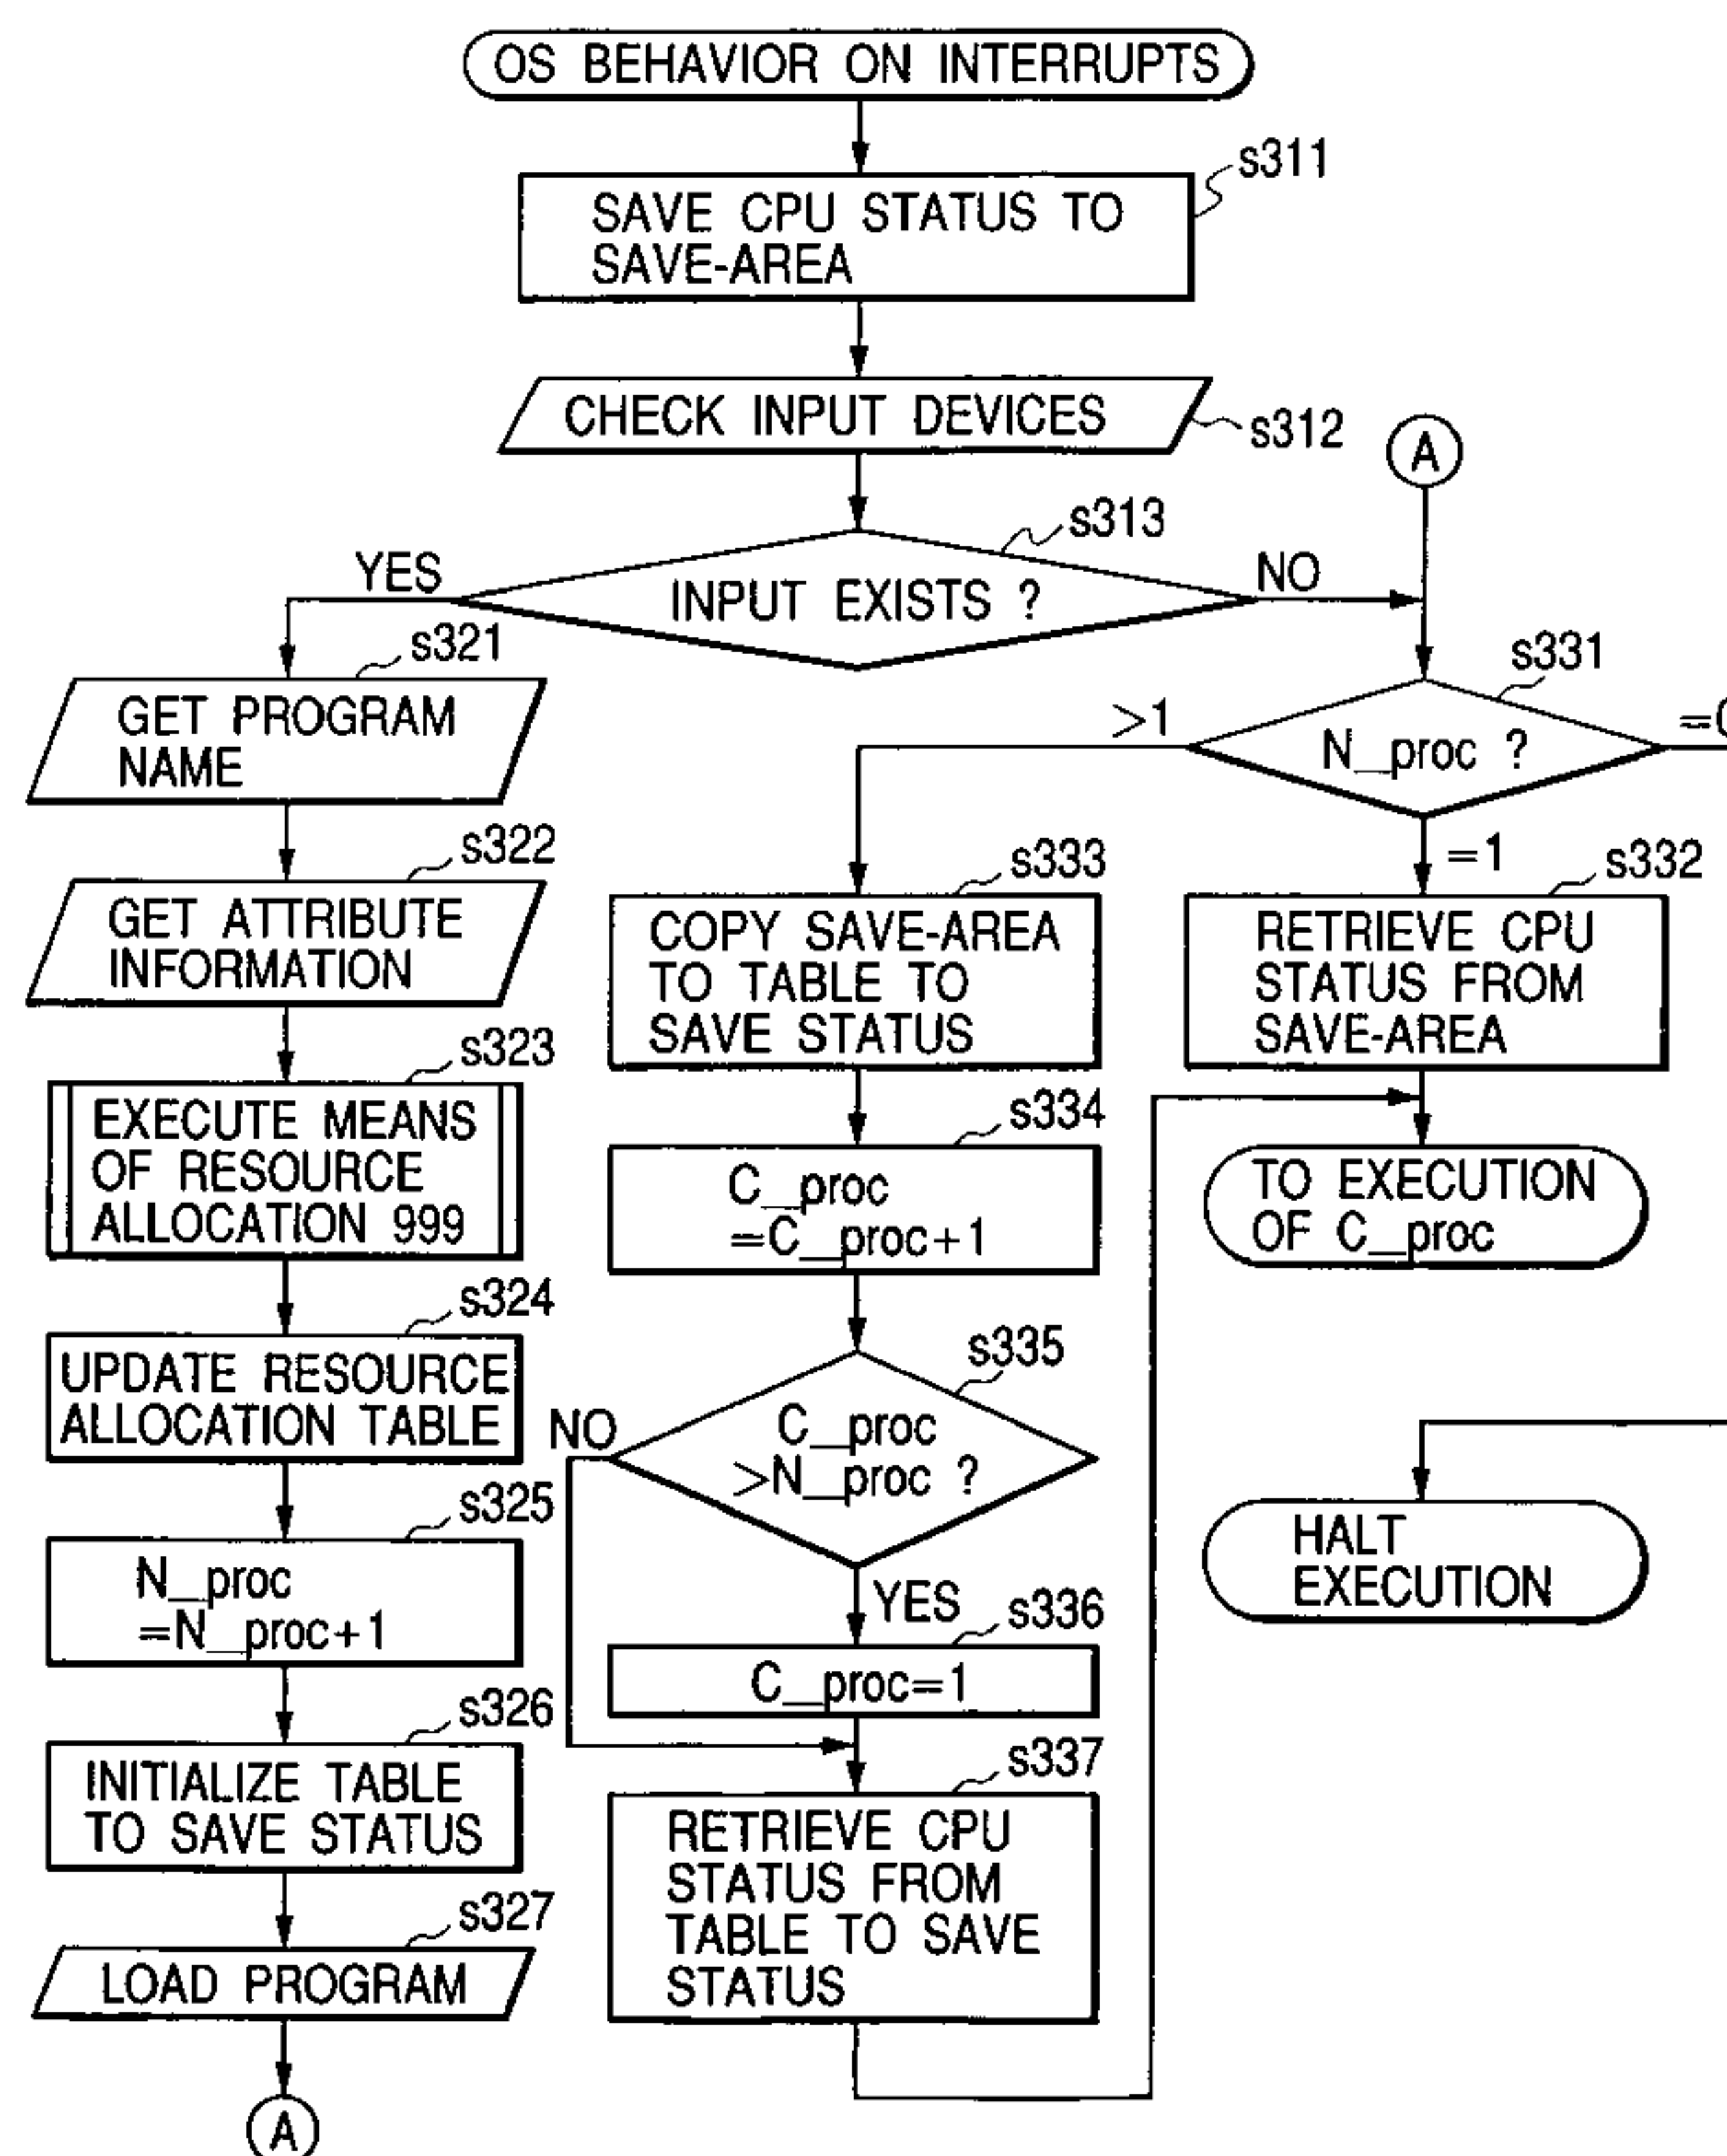 OS BEHAVIOR ON INTERRUPTS
s311
SAVE CPU STATUS TO
SAVE-AREA
CHECK INPUT DEVICES
s312
A
s313
YES
INPUT EXISTS ?
NO
s321
GET PROGRAM
NAME
s331
>1
N_proc ?
s322
GET ATTRIBUTE
INFORMATION
s333
COPY SAVE-AREA
TO TABLE TO
SAVE STATUS
=1
s332
RETRIEVE CPU
STATUS FROM
SAVE-AREA
s323
EXECUTE MEANS
OF RESOURCE
ALLOCATION 999
s334
C_proc
=C_proc+1
TO EXECUTION
OF C_proc
s324
UPDATE RESOURCE
ALLOCATION TABLE
s335
NO
C_proc
>N_proc ?
s325
N_proc
=N_proc+1
HALT
EXECUTION
YES
s336
C_proc=1
s326
INITIALIZE TABLE
TO SAVE STATUS
s337
RETRIEVE CPU
STATUS FROM
TABLE TO SAVE
STATUS
s327
LOAD PROGRAM
A